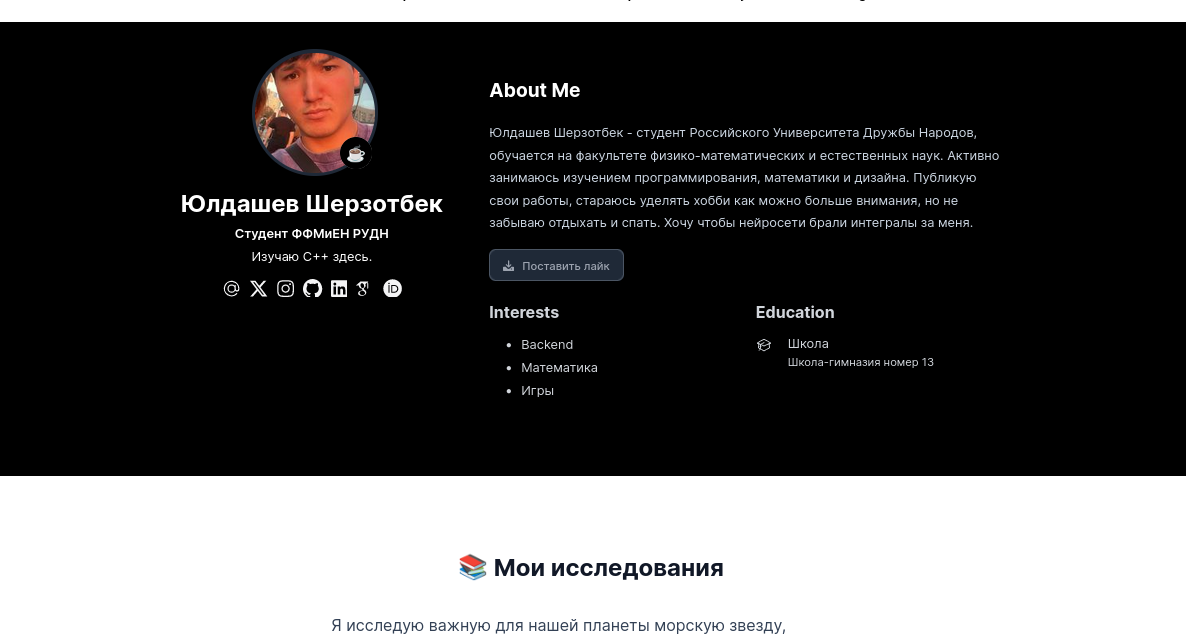 Юлдашев Шерзотбек
Студент ФФМиЕН РУДН
Изучаю C++ здесь.
About Me
Юлдашев Шерзотбек - студент Российского Университета Дружбы Народов,
обучается на факультете физико-математических и естественных наук. Активно
занимаюсь изучением программирования, математики и дизайна. Публикую
свои работы, стараюсь уделять хобби как можно больше внимания, но не
забываю отдыхать и спать. Хочу чтобы нейросети брали интегралы за меня.
Поставить лайк
Interests
Backend
Математика
Игры
Education
Школа
Школа-гимназия номер 13
Мои исследования
Я исследую важную для нашей планеты морскую звезду,